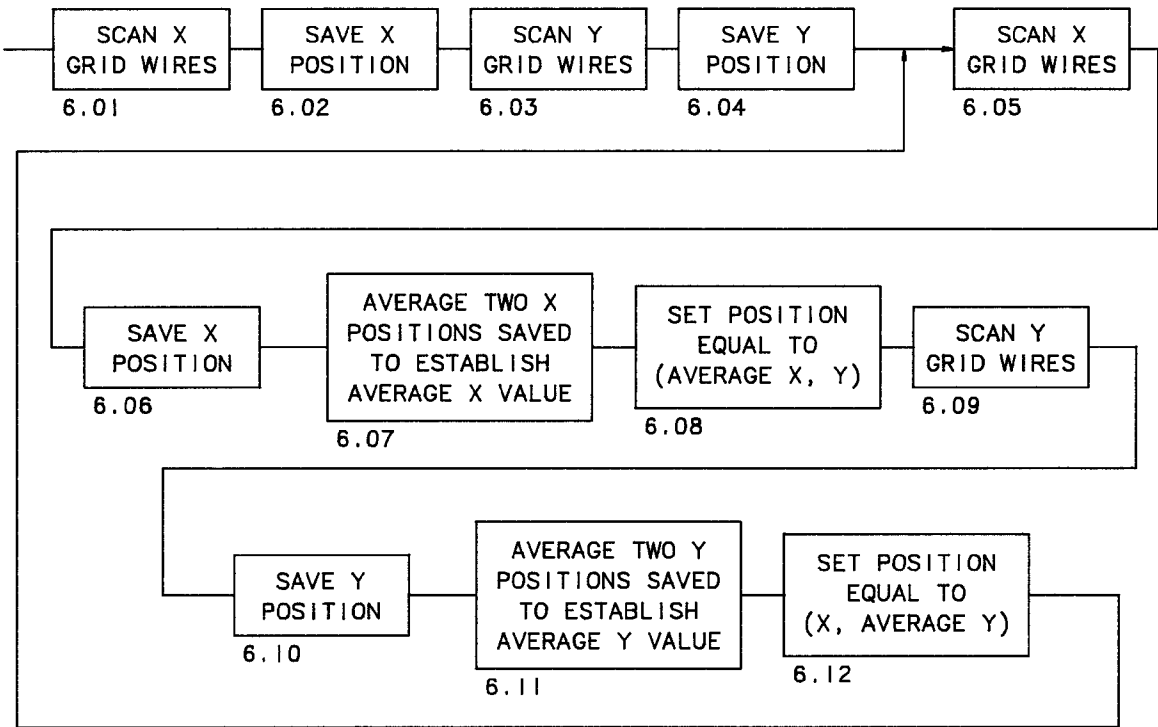 SCAN X
GRID WIRES
6.01
SAVE X
POSITION
6.02
SCAN Y
GRID WIRES
6.03
SAVE Y
POSITION
6.04
SCAN X
GRID WIRES
6.05
SAVE X
POSITION
6.06
AVERAGE TWO X
POSITIONS SAVED
TO ESTABLISH
AVERAGE X VALUE
6.07
SET POSITION
EQUAL TO
(AVERAGE X, Y)
6.08
SCAN Y
GRID WIRES
6.09
SAVE Y
POSITION
6.10
AVERAGE TWO Y
POSITIONS SAVED
TO ESTABLISH
AVERAGE Y VALUE
6.11
SET POSITION
EQUAL TO
(X, AVERAGE Y)
6.12